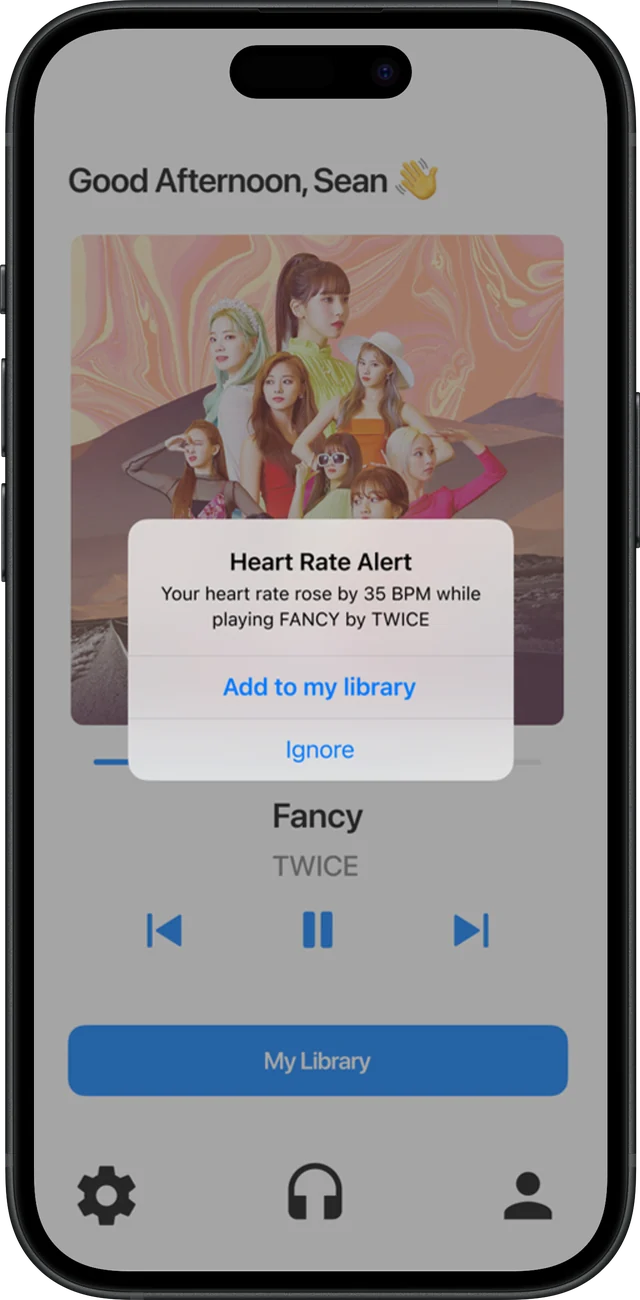 Good Afternoon, Sean 👋
Heart Rate Alert
Your heart rate rose by 35 BPM while
playing FANCY by TWICE
Add to my library
Ignore
Fancy
TWICE
My Library